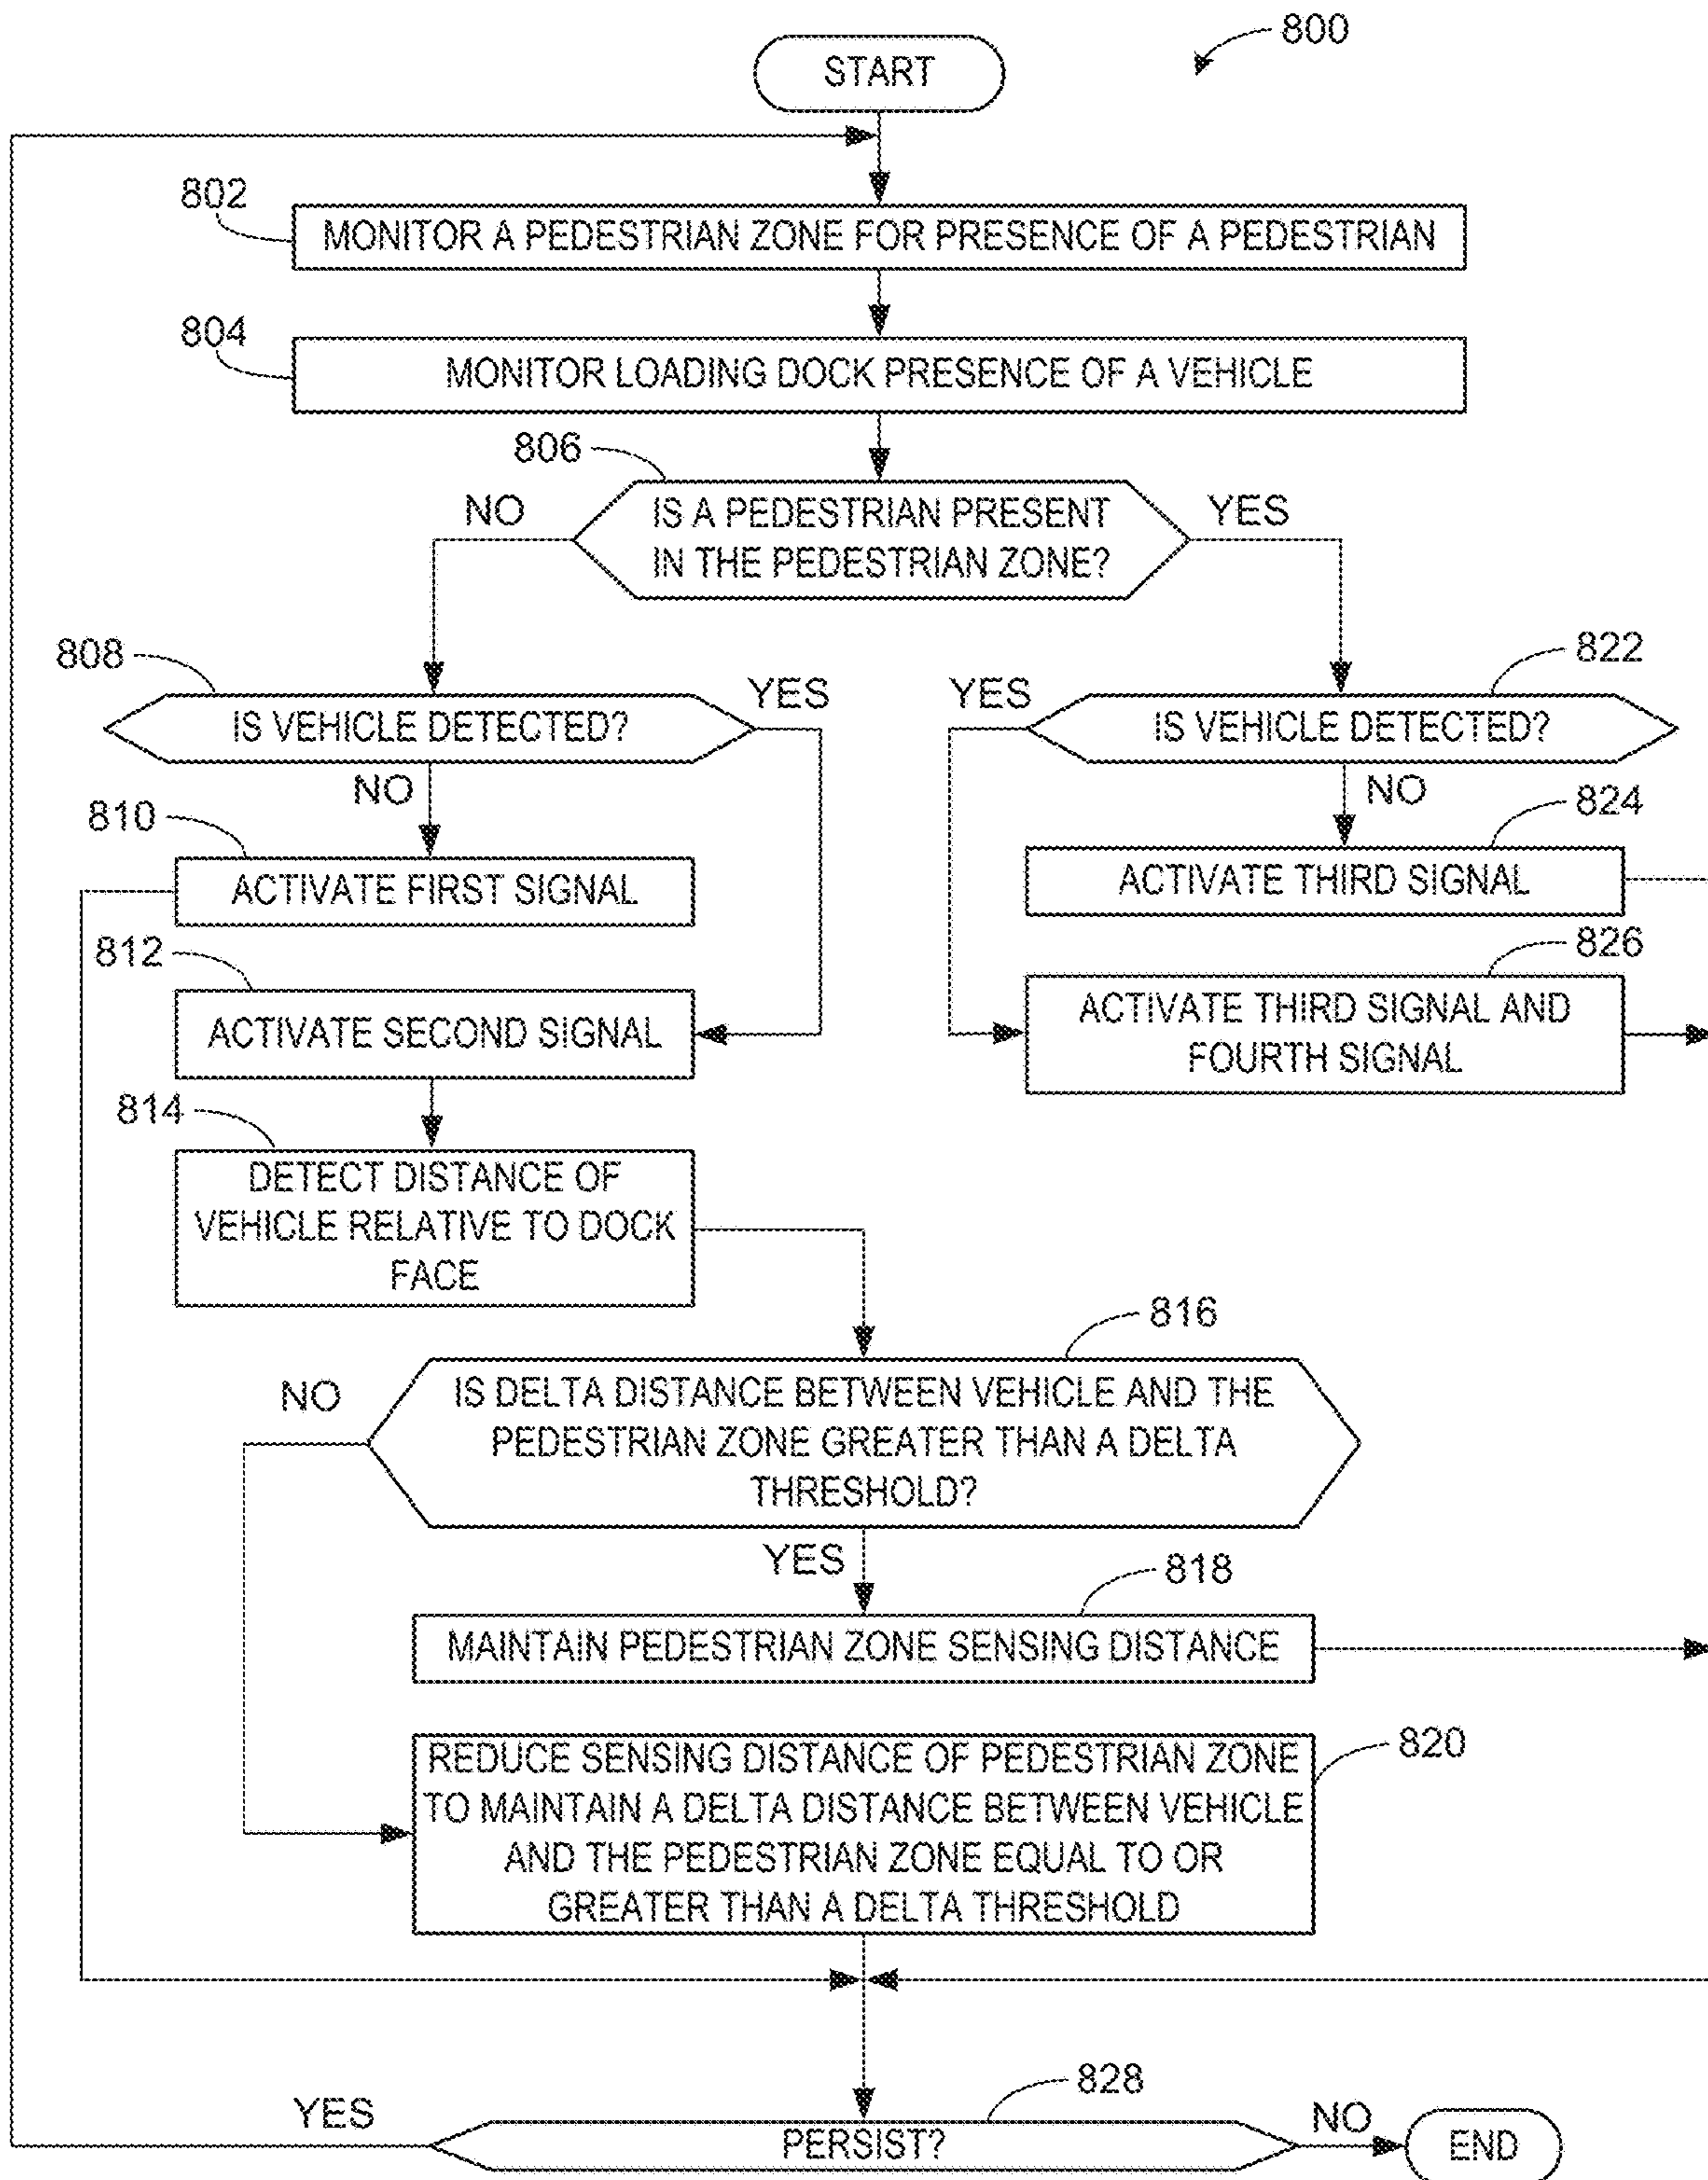 800
START
802
MONITOR A PEDESTRIAN ZONE FOR PRESENCE OF A PEDESTRIAN
804
MONITOR LOADING DOCK PRESENCE OF A VEHICLE
806
NO
IS A PEDESTRIAN PRESENT
IN THE PEDESTRIAN ZONE?
YES
808
IS VEHICLE DETECTED?
YES
NO
810
ACTIVATE FIRST SIGNAL
812
ACTIVATE SECOND SIGNAL
814
DETECT DISTANCE OF
VEHICLE RELATIVE TO DOCK
FACE
822
YES
IS VEHICLE DETECTED?
NO
824
ACTIVATE THIRD SIGNAL
826
ACTIVATE THIRD SIGNAL AND
FOURTH SIGNAL
816
NO
IS DELTA DISTANCE BETWEEN VEHICLE AND THE
PEDESTRIAN ZONE GREATER THAN A DELTA
THRESHOLD?
YES
818
MAINTAIN PEDESTRIAN ZONE SENSING DISTANCE
820
REDUCE SENSING DISTANCE OF PEDESTRIAN ZONE
TO MAINTAIN A DELTA DISTANCE BETWEEN VEHICLE
AND THE PEDESTRIAN ZONE EQUAL TO OR
GREATER THAN A DELTA THRESHOLD
828
YES
PERSIST?
NO
END